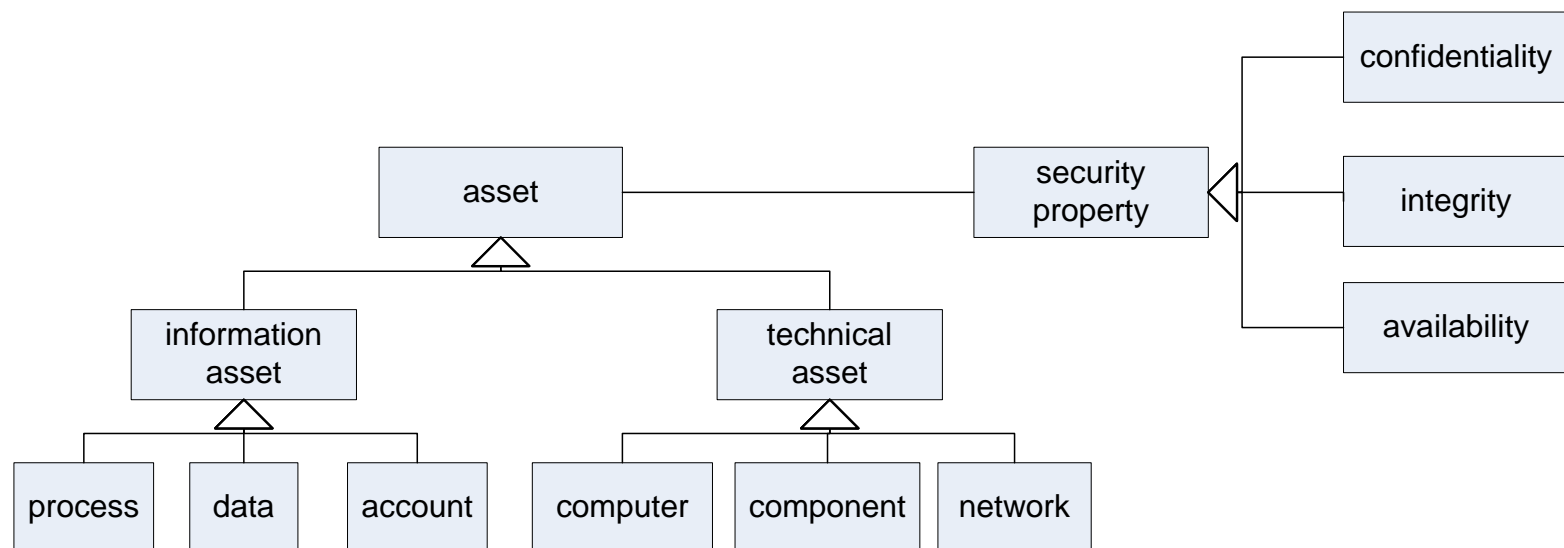 confidentiality
asset
security
property
integrity
availability
information
asset
technical
asset
process
data
account
computer
component
network